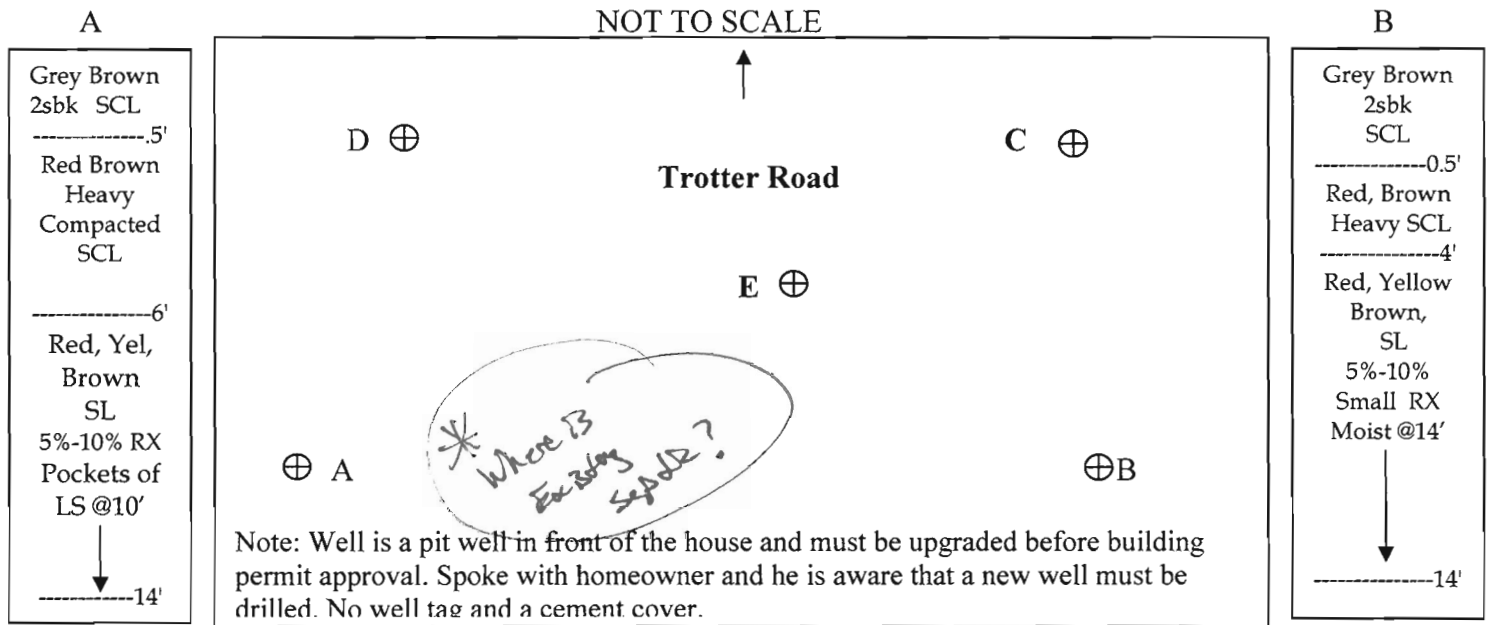 A
Grey Brown
2sbk SCL
--------------.5'
Red Brown
Heavy
Compacted
SCL
---------------6'
Red, Yel,
Brown
SL
5%-10% RX
Pockets of
LS @10'
------------14'
NOT TO SCALE
D
C
Trotter Road
E
* Where is
Existing
Septic?
A
B
Note: Well is a pit well in front of the house and must be upgraded before building
permit approval. Spoke with homeowner and he is aware that a new well must be
drilled. No well tag and a cement cover.
B
Grey Brown
2sbk
SCL
--------------0.5'
Red, Brown
Heavy SCL
---------------4'
Red, Yellow
Brown,
SL
5%-10%
Small RX
Moist @14'
---------------14'